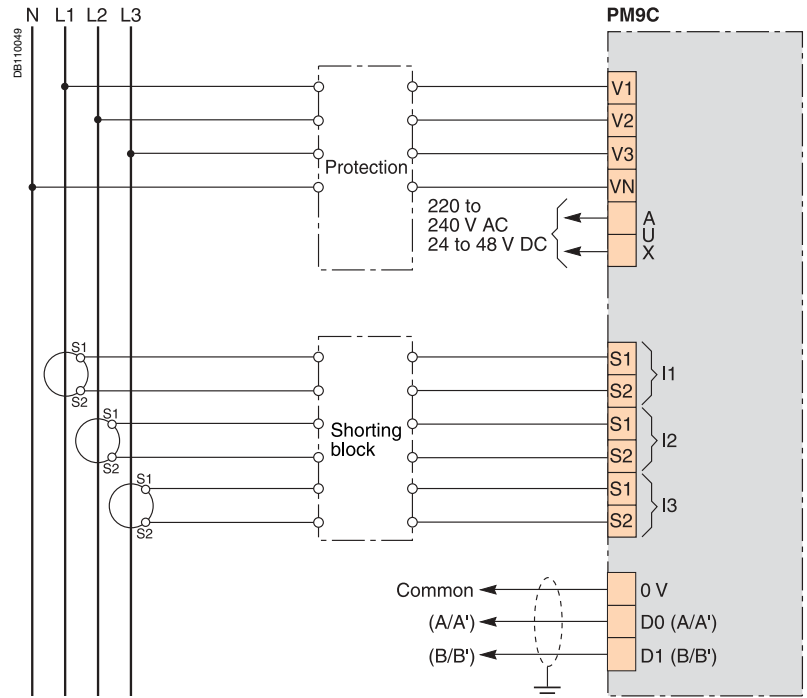 N L1 L2 L3
PM9C
DB110049
V1
V2
V3
Protection
VN
220 to
240 V AC
24 to 48 V DC
A
U
X
S1
S2
S1
S2
S1
S2
Shorting
block
S1
S2
I1
S1
S2
I2
S1
S2
I3
Common
0 V
(A/A')
D0 (A/A')
(B/B')
D1 (B/B')